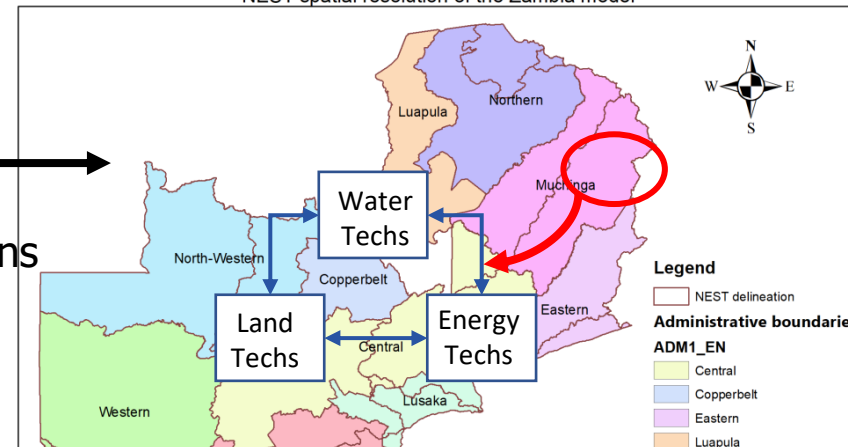 NEST spatial resolution of the Zambia model
N
W
E
S
Luapula
Northern
Muchinga
Water
Techs
ns
North-Western
Copperbelt
Legend
NEST delineation
Land
Techs
Energy
Techs
Eastern
Administrative boundarie
ADM1_EN
Central
Central
Lusaka
Copperbelt
Western
Eastern
Luapula